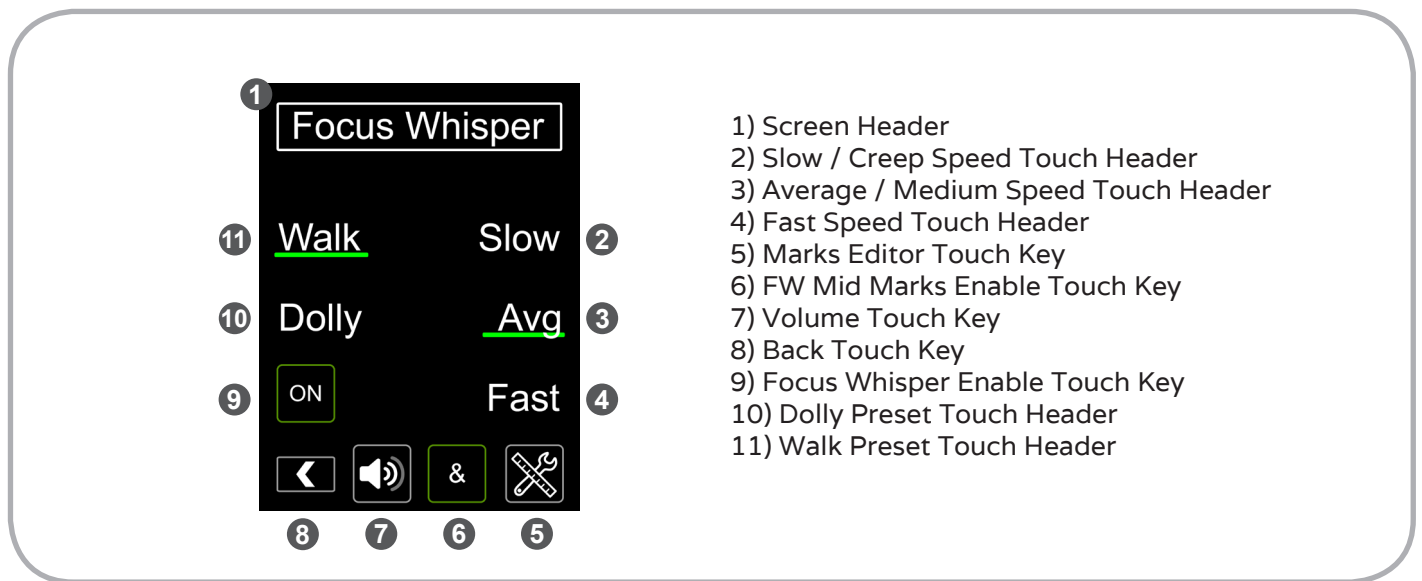 1
Focus Whisper
11 Walk Slow 2
10 Dolly Avg 3
9 ON Fast 4
&
8 7 6 5
1) Screen Header
2) Slow / Creep Speed Touch Header
3) Average / Medium Speed Touch Header
4) Fast Speed Touch Header
5) Marks Editor Touch Key
6) FW Mid Marks Enable Touch Key
7) Volume Touch Key
8) Back Touch Key
9) Focus Whisper Enable Touch Key
10) Dolly Preset Touch Header
11) Walk Preset Touch Header